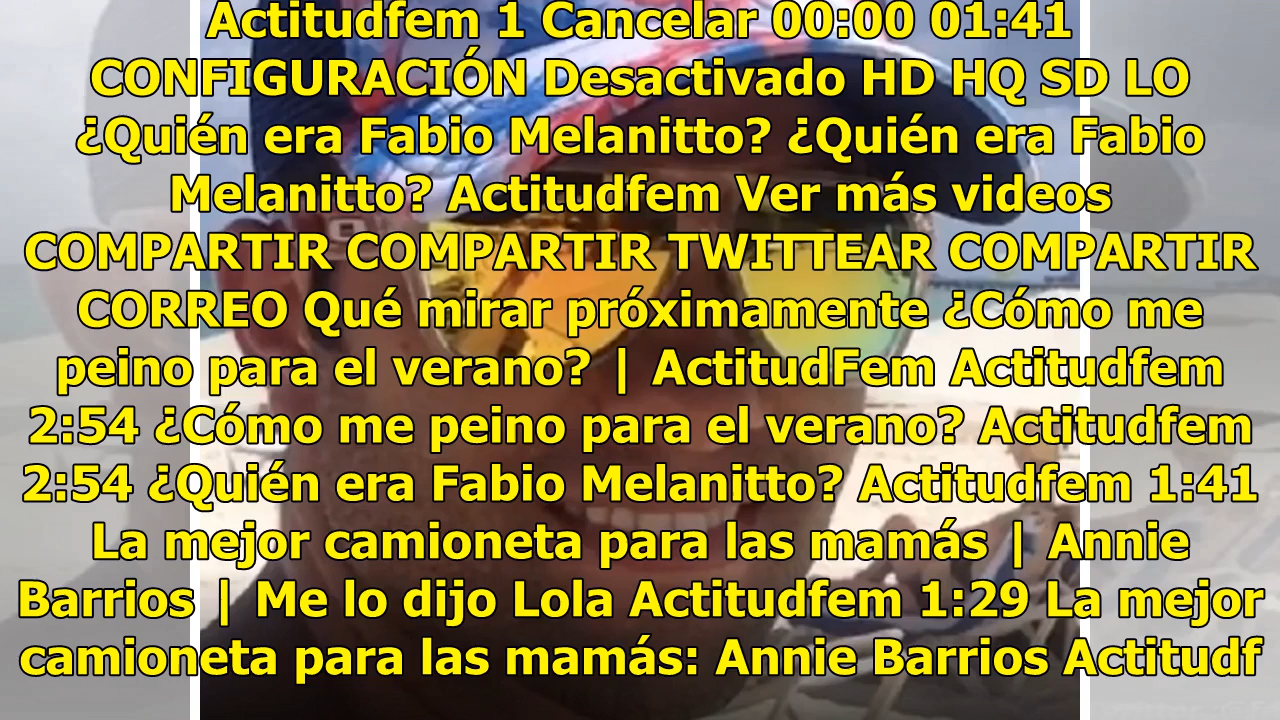 Actitudfem 1 Cancelar 00:00 01:41
CONFIGURACIÓN Desactivado HD HQ SD LO
¿Quién era Fabio Melanitto? ¿Quién era Fabio
Melanitto? Actitudfem Ver más videos
COMPARTIR COMPARTIR TWITTEAR COMPARTIR
CORREO Qué mirar próximamente ¿Cómo me
peino para el verano? | ActitudFem Actitudfem
2:54 ¿Cómo me peino para el verano? Actitudfem
2:54 ¿Quién era Fabio Melanitto? Actitudfem 1:41
La mejor camioneta para las mamás | Annie
Barrios | Me lo dijo Lola Actitudfem 1:29 La mejor
camioneta para las mamás: Annie Barrios Actitudf